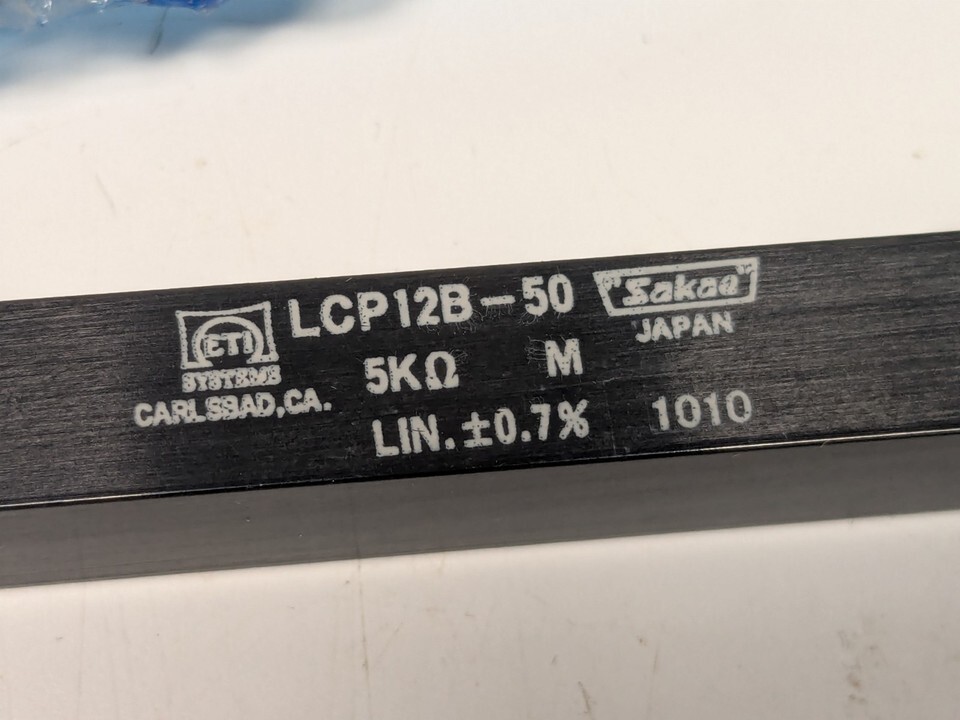 ETI
SYSTEMS
CARLSBAD,CA.
LCP12B-50
5KΩ M
LIN.±0.7%
"Sakae"
JAPAN
1010